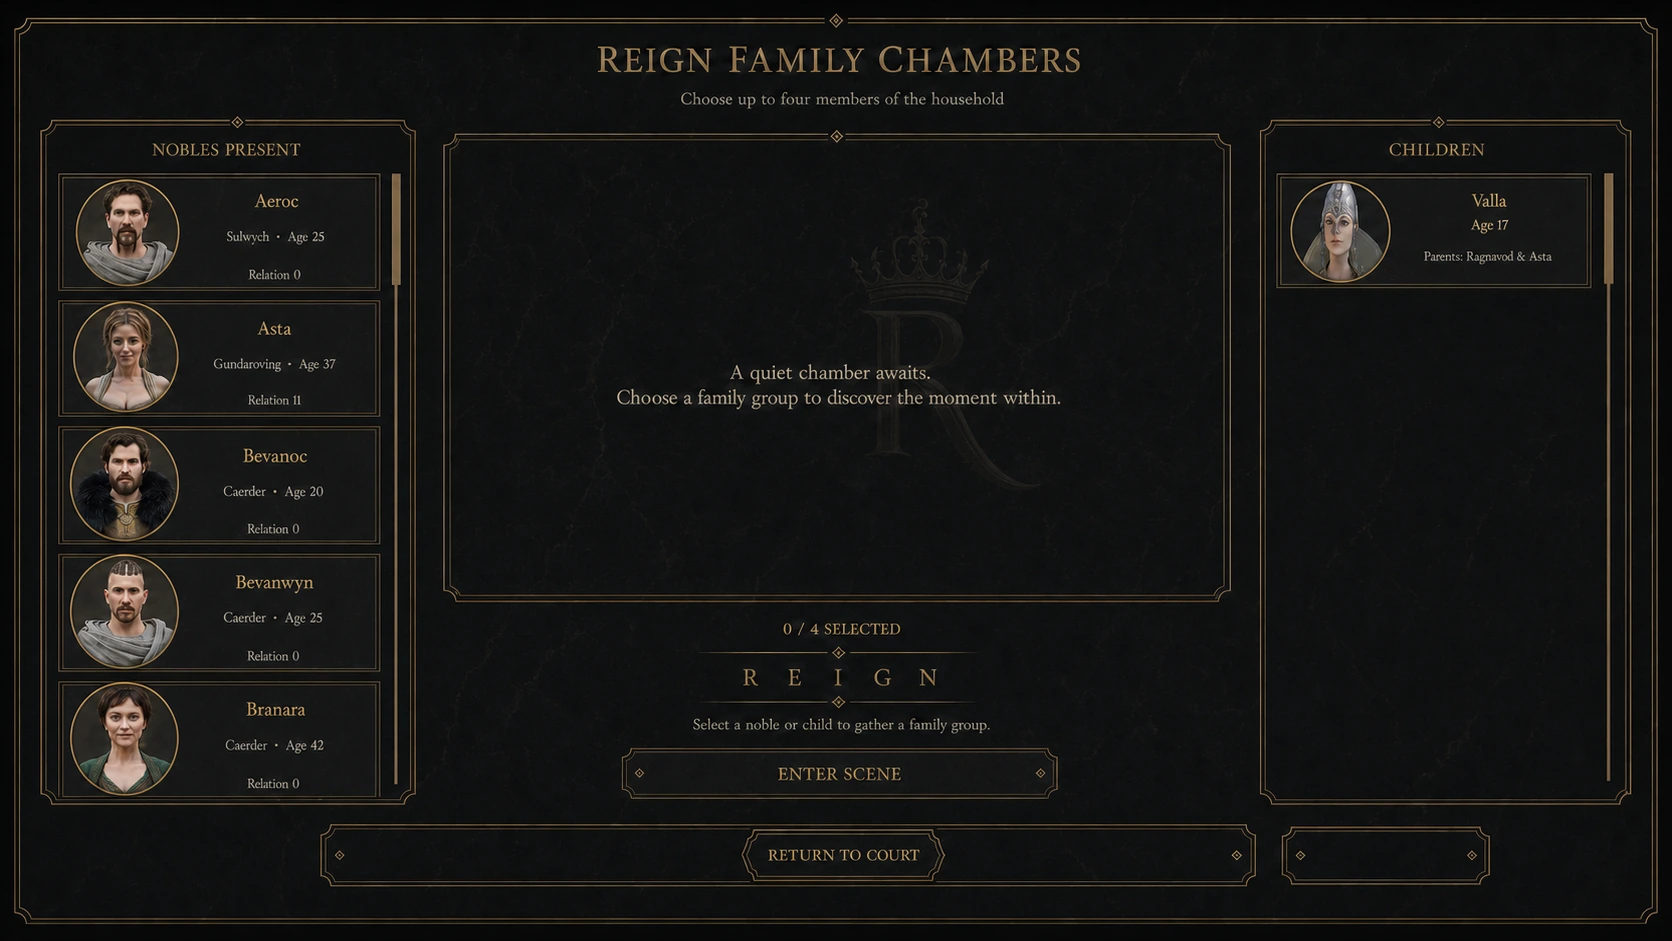 REIGN FAMILY CHAMBERS
Choose up to four members of the household
NOBLES PRESENT
Aeroc
Sulwych • Age 25
Relation 0
Asta
Gundaroving • Age 37
Relation 11
Bevanoc
Caerder • Age 20
Relation 0
Bevanwyn
Caerder • Age 25
Relation 0
Branara
Caerder • Age 42
Relation 0
R
A quiet chamber awaits.
Choose a family group to discover the moment within.
0 / 4 SELECTED
REIGN
Select a noble or child to gather a family group.
ENTER SCENE
CHILDREN
Valla
Age 17
Parents: Ragnavod & Asta
RETURN TO COURT